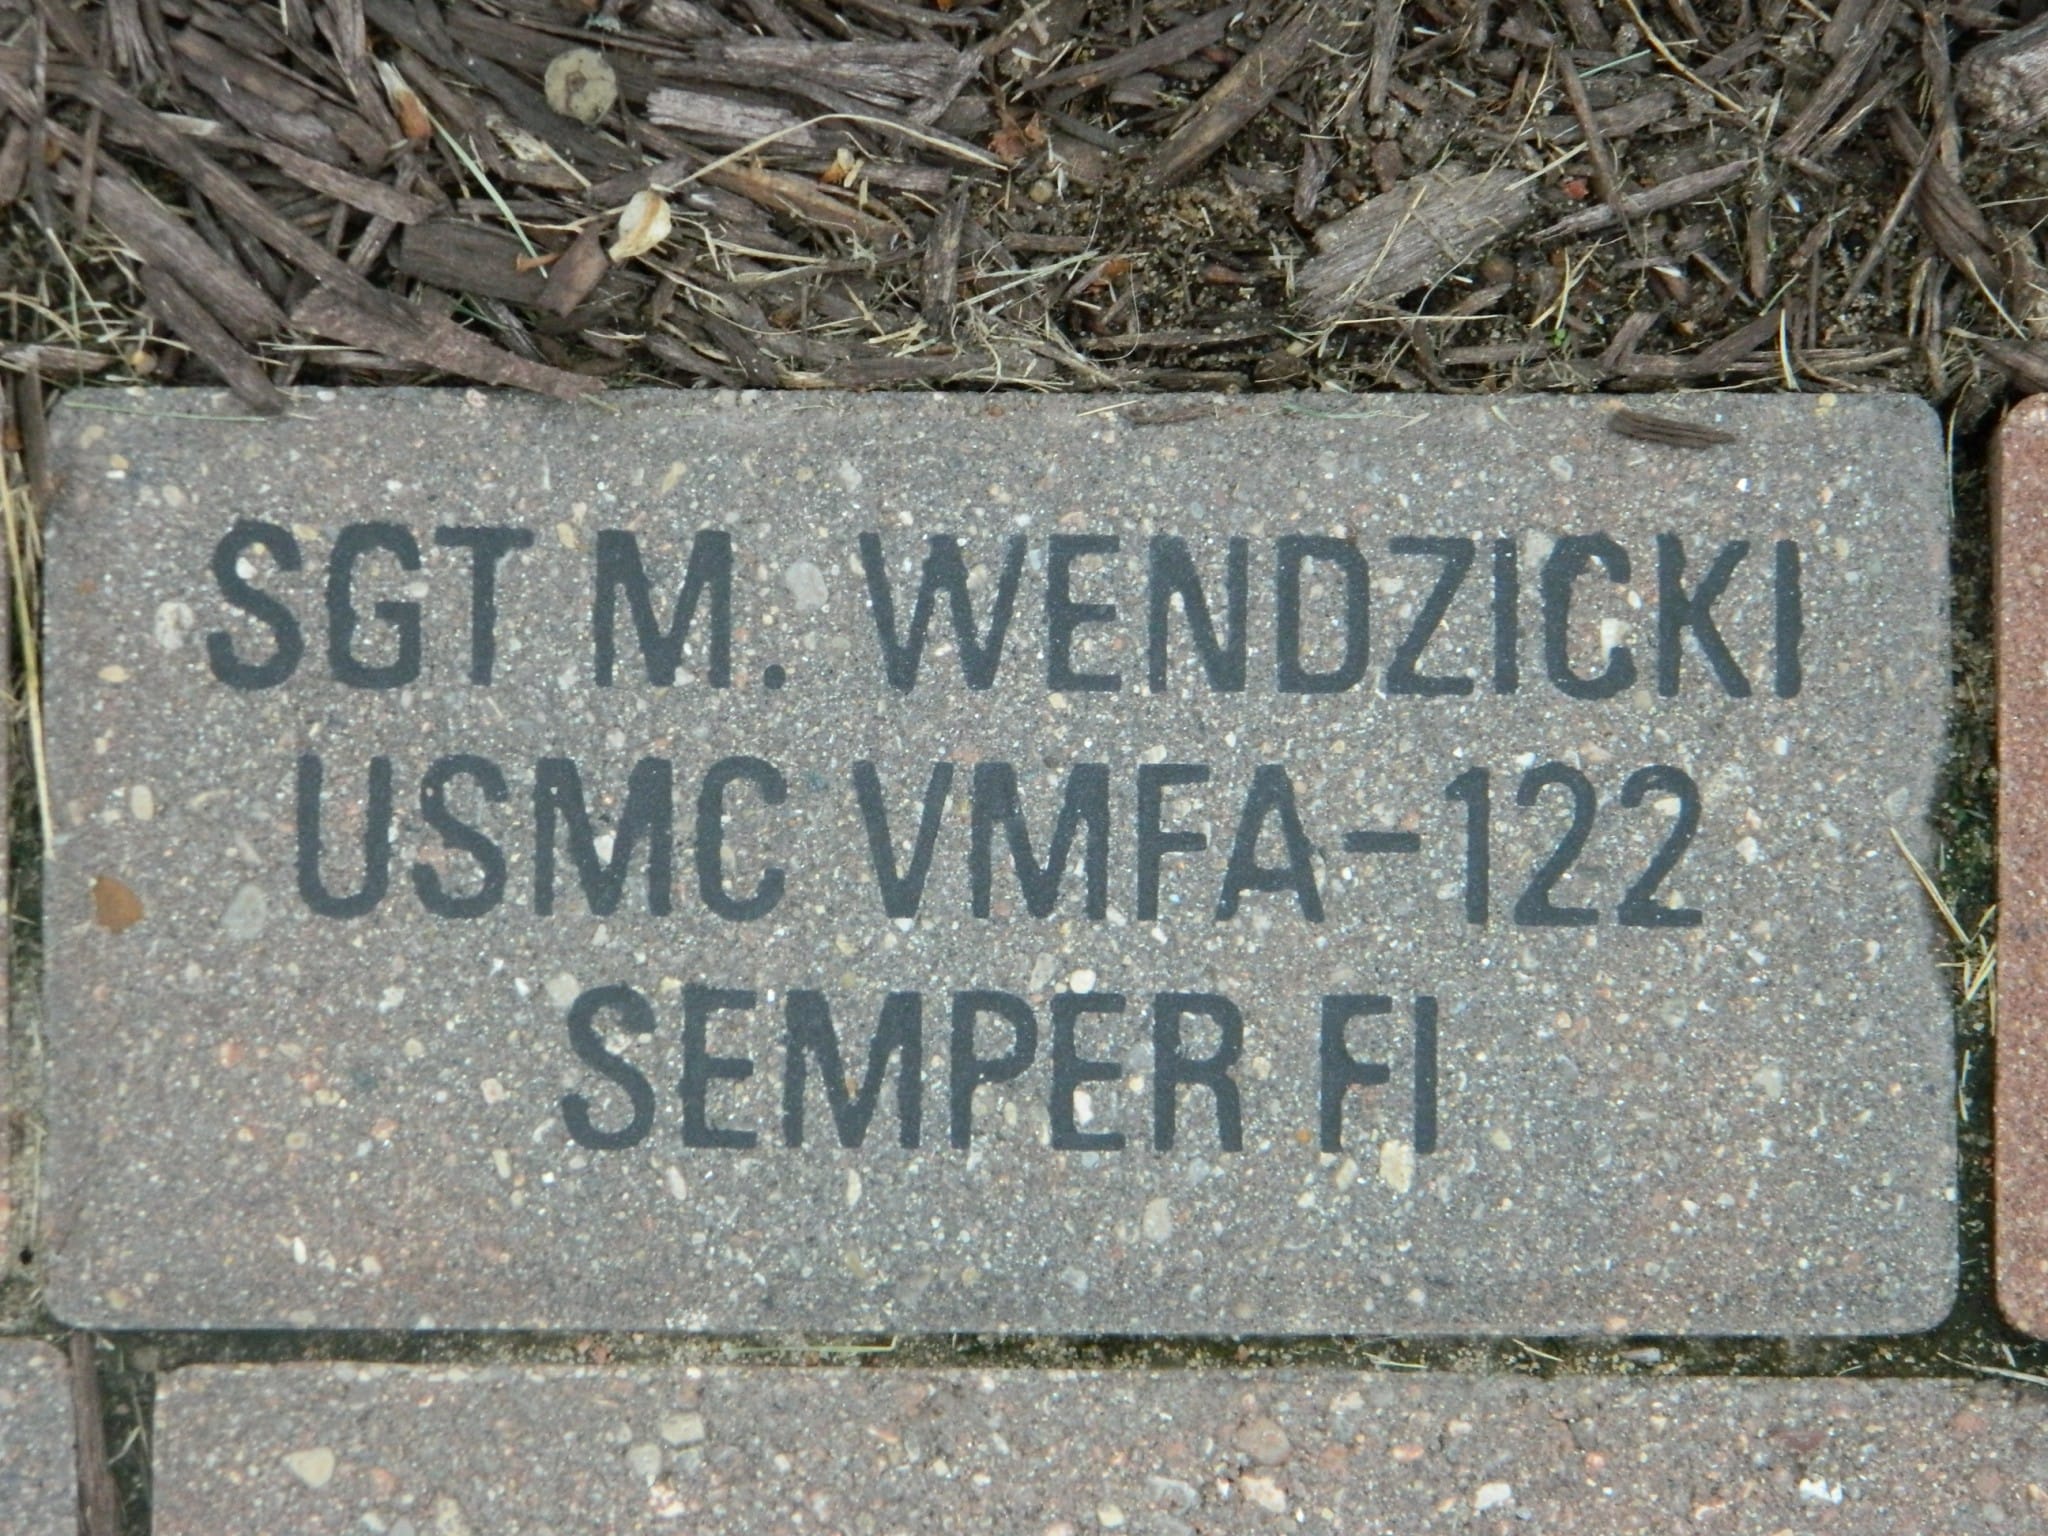 SGT M. WENDZICKI
USMC VMFA-122
SEMPER FI